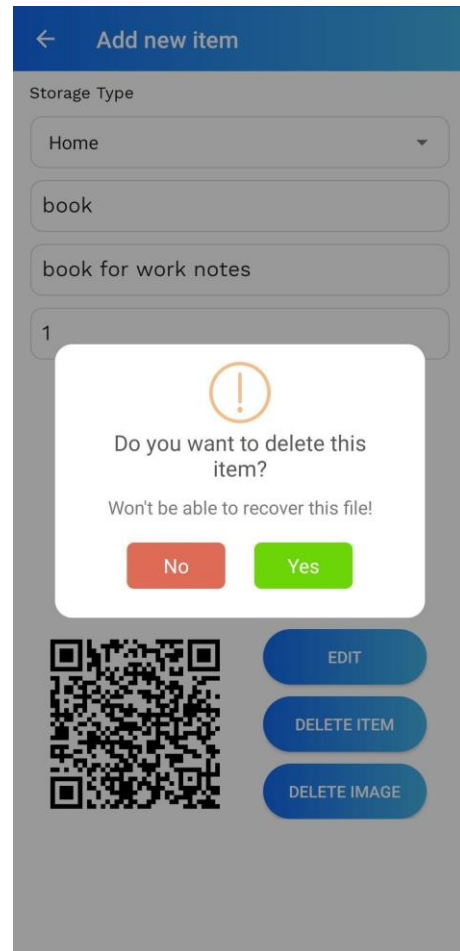 Add new item
Storage Type
Home
book
book for work notes
1
Do you want to delete this
item?
Won't be able to recover this file!
No
Yes
EDIT
DELETE ITEM
DELETE IMAGE